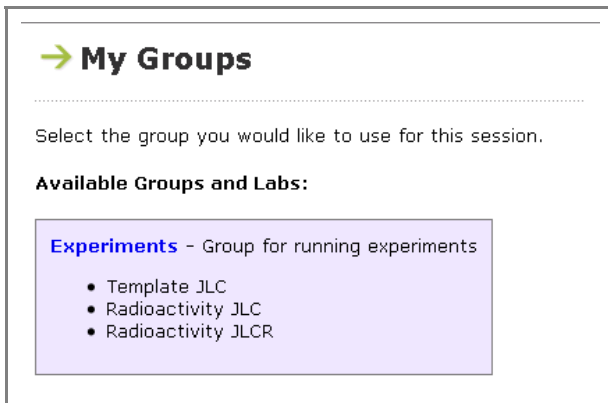 My Groups
Select the group you would like to use for this session.
Available Groups and Labs:
Experiments - Group for running experiments
• Template JLC
• Radioactivity JLC
• Radioactivity JLCR